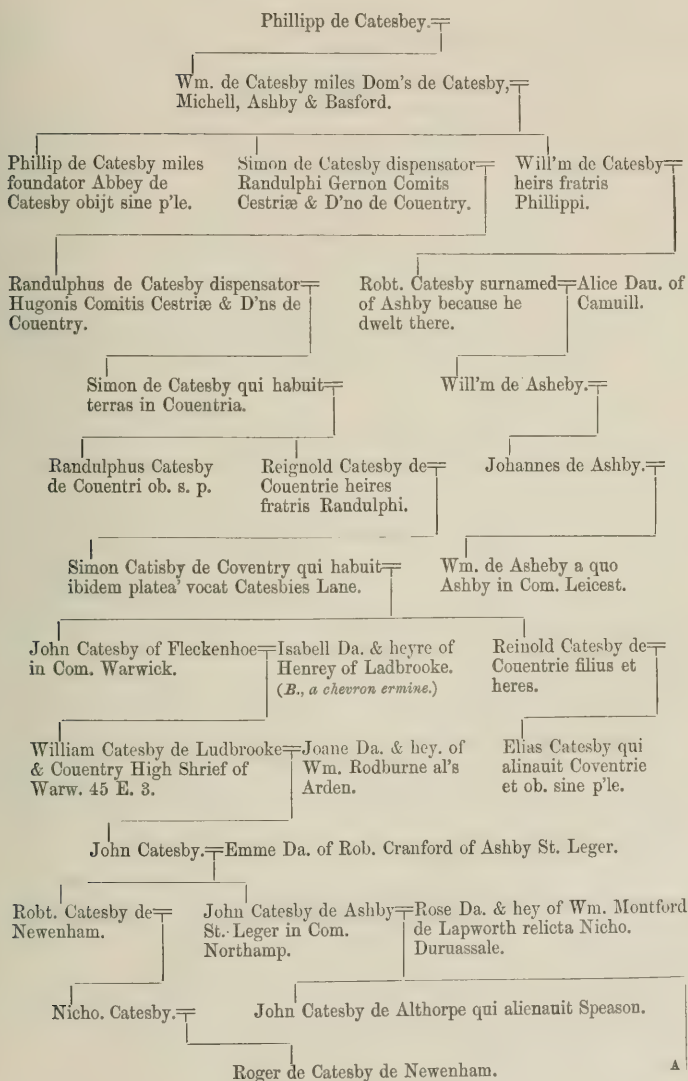 Phillipp de Catesbey.
Wm. de Catesby miles Dom's de Catesby,
Michell, Ashby & Basford.
Phillip de Catesby miles
foundator Abbey de
Catesby obijt sine p'le.
Simon de Catesby dispensator
Randulphi Gernon Comits
Cestriæ & D'no de Couentry.
Will'm de Catesby
heirs fratris
Phillippi.
Randulphus de Catesby dispensator
Hugonis Comitis Cestriæ & D'ns de
Couentry.
Robt. Catesby surnamed
of Ashby because he
dwelt there.
Alice Dau. of
Camuill.
Simon de Catesby qui habuit
terras in Couentria.
Will'm de Asheby.
Randulphus Catesby
de Couentri ob. s. p.
Reignold Catesby de
Couentrie heires
fratris Randulphi.
Johannes de Ashby.
Simon Catisby de Coventry qui habuit
ibidem platea' vocat Catesbies Lane.
Wm. de Asheby a quo
Ashby in Com. Leicest.
John Catesby of Fleckenhoe
in Com. Warwick.
Isabell Da. & heyre of
Henrey of Ladbrooke.
(B., a chevron ermine.)
Reinold Catesby de
Couentrie filius et
heres.
William Catesby de Ludbrooke
& Couentry High Shrief of
Warw. 45 E. 3.
Joane Da. & hey. of
Wm. Rodburne al's
Arden.
Elias Catesby qui
alinauit Coventrie
et ob. sine p'le.
John Catesby.
Emme Da. of Rob. Cranford of Ashby St. Leger.
Robt. Catesby de
Newenham.
John Catesby de Ashby
St. Leger in Com.
Northamp.
Rose Da. & hey of Wm. Montford
de Lapworth relicta Nicho.
Duruassale.
Nicho. Catesby.
John Catesby de Althorpe qui alienauit Speason.
Roger de Catesby de Newenham.
A